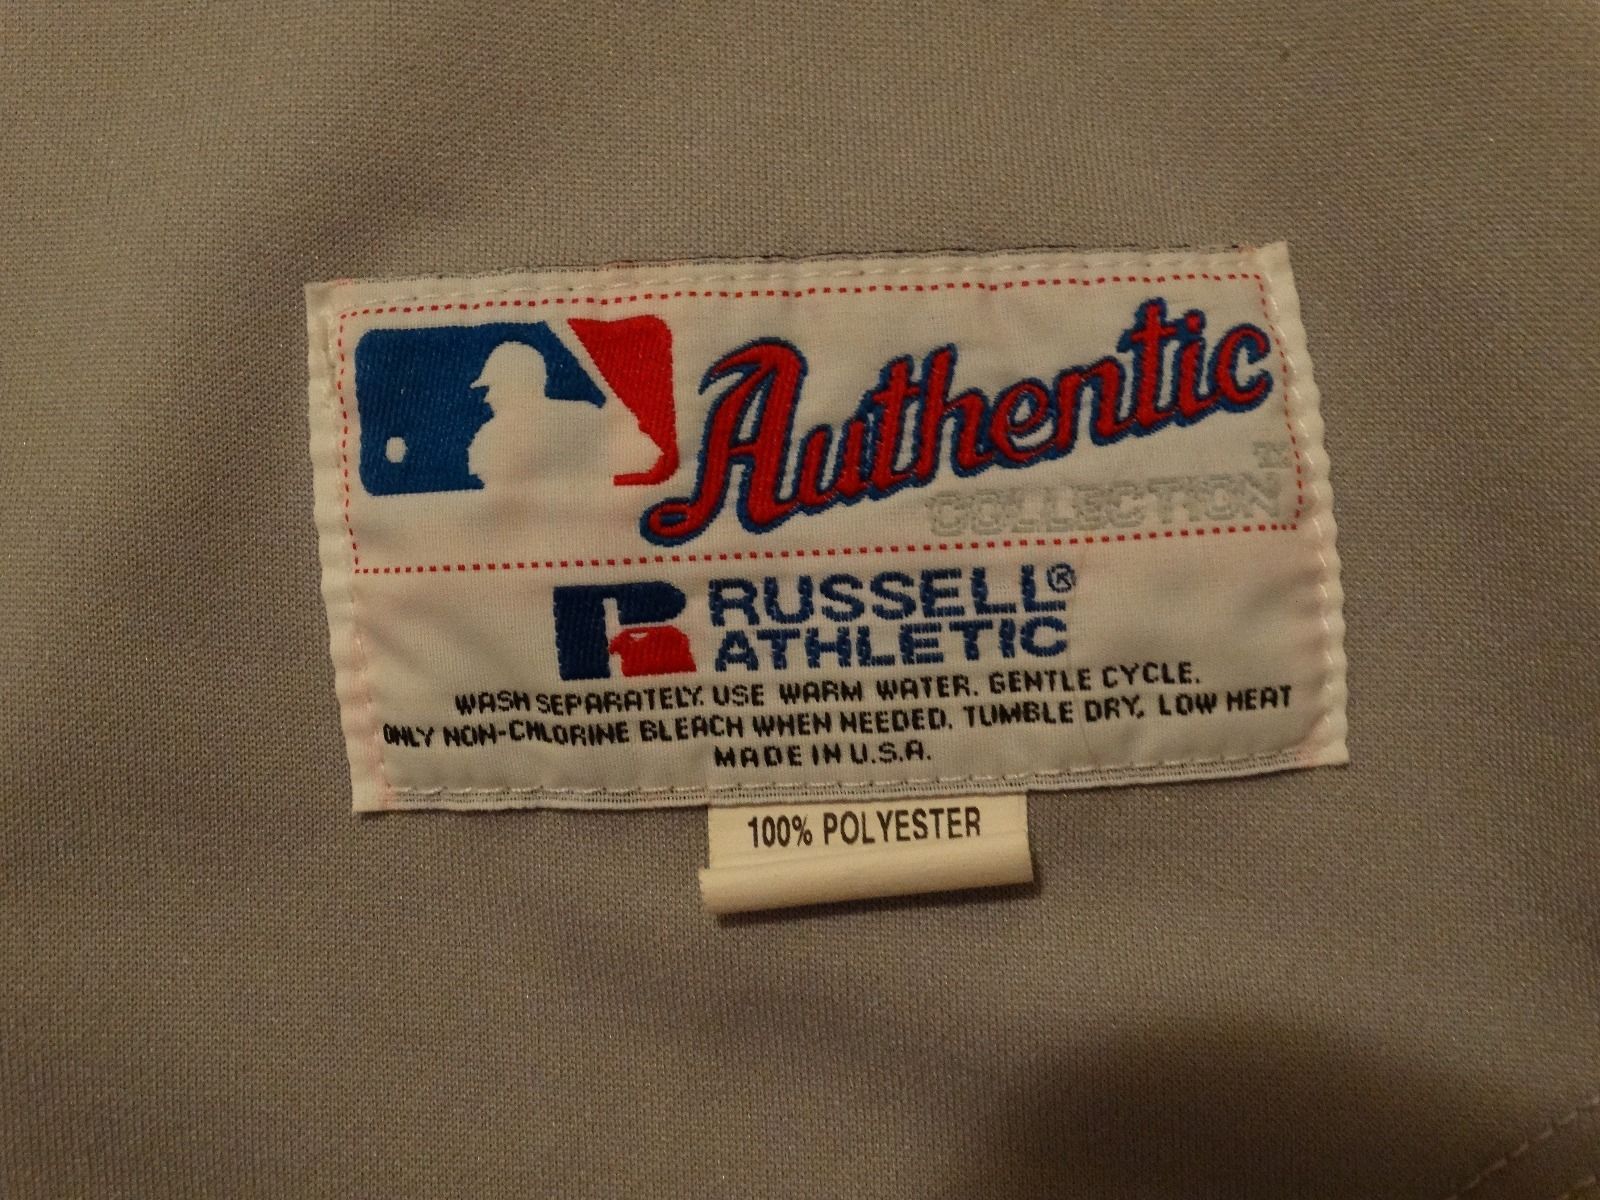 Authentic
COLLECTION™
RUSSELL®
ATHLETIC
WASH SEPARATELY. USE WARM WATER. GENTLE CYCLE.
ONLY NON-CHLORINE BLEACH WHEN NEEDED. TUMBLE DRY, LOW HEAT
MADE IN U.S.A.
100% POLYESTER